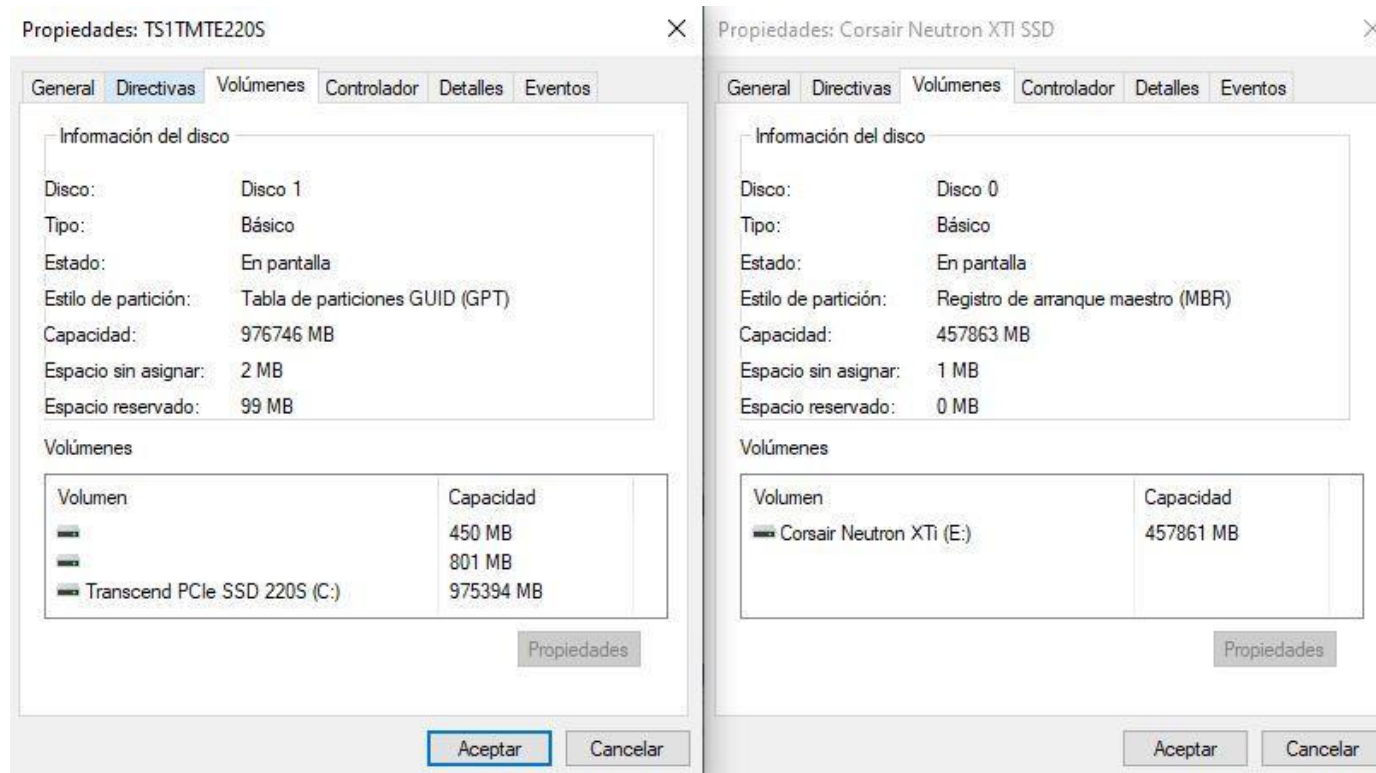 Propiedades: TS1TMTE220S
General Directivas Volúmenes Controlador Detalles Eventos
Información del disco
Disco: Disco 1
Tipo: Básico
Estado: En pantalla
Estilo de partición: Tabla de particiones GUID (GPT)
Capacidad: 976746 MB
Espacio sin asignar: 2 MB
Espacio reservado: 99 MB
Volúmenes
Volumen Capacidad
450 MB
801 MB
Transcend PCIe SSD 220S (C:) 975394 MB
Propiedades
Aceptar Cancelar
Propiedades: Corsair Neutron XTI SSD
General Directivas Volúmenes Controlador Detalles Eventos
Información del disco
Disco: Disco 0
Tipo: Básico
Estado: En pantalla
Estilo de partición: Registro de arranque maestro (MBR)
Capacidad: 457863 MB
Espacio sin asignar: 1 MB
Espacio reservado: 0 MB
Volúmenes
Volumen Capacidad
Corsair Neutron XTi (E:) 457861 MB
Propiedades
Aceptar Cancelar